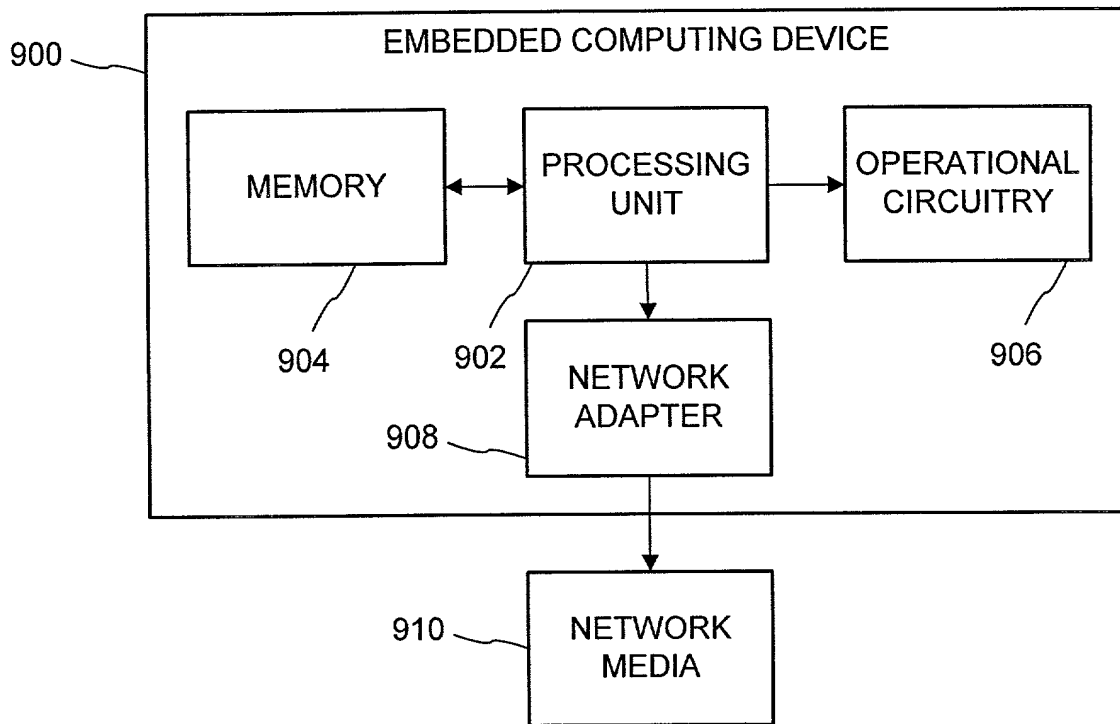 EMBEDDED COMPUTING DEVICE
900
MEMORY
PROCESSING
UNIT
OPERATIONAL
CIRCUITRY
904
902
906
NETWORK
ADAPTER
908
NETWORK
MEDIA
910